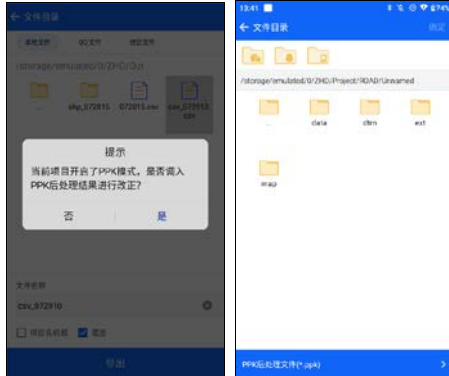 文件目录
本地文件 QQ文件 微信文件
/storage/emulated/0/ZHD/Out
shp_072815 072815.csv csv_072910.csv
提示
当前项目开启了PPK模式，是否调入
PPK后处理结果进行改正？
否 是
文件名称
csv_072910
导出
13:41
74%
文件目录
确定
/storage/emulated/0/ZHD/Project/ROAD/Unnamed
... data dtm ext
map
PPK后处理文件(*.ppk)